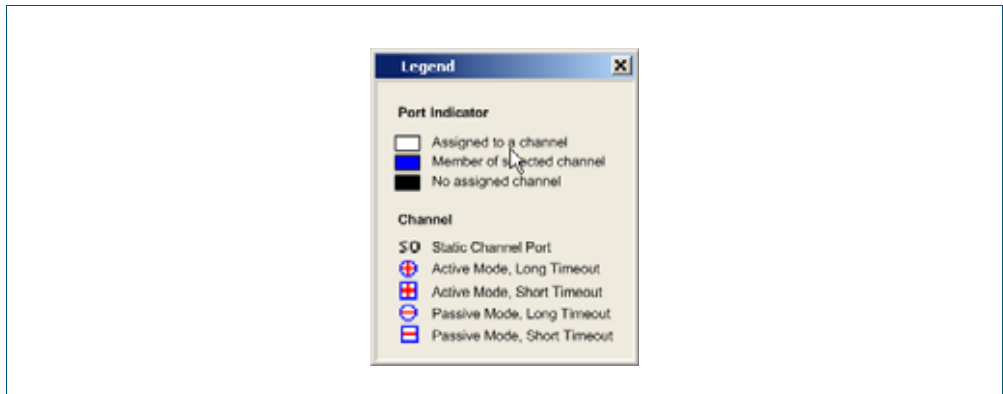 Legend
Port Indicator
Assigned to a channel
Member of selected channel
No assigned channel
Channel
SO Static Channel Port
Active Mode, Long Timeout
Active Mode, Short Timeout
Passive Mode, Long Timeout
Passive Mode, Short Timeout